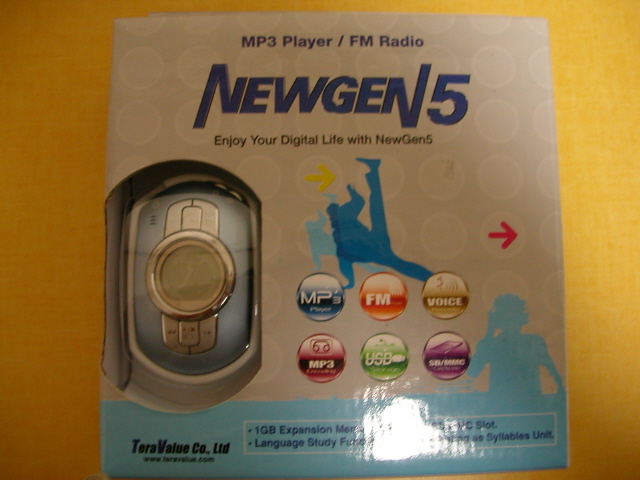 MP3 Player / FM Radio
NEWGEN5
Enjoy Your Digital Life with NewGen5
MP3
Player
FM
VOICE
MP3
USB
SD/MMC
• 1GB Expansion C Slot.
• Language Study as Syllables Unit.
TeraValue Co., Ltd
www.teravalue.com